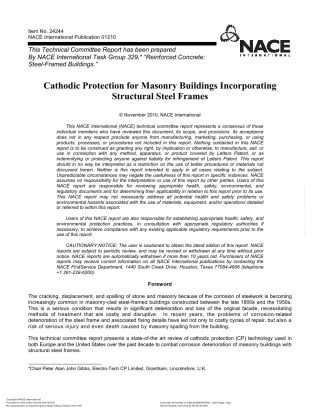 Item No. 24244
NACE International Publication 01210
This Technical Committee Report has been prepared
By NACE International Task Group 329,* "Reinforced Concrete:
Steel-Framed Buildings."
NACE
INTERNATIONAL
Cathodic Protection for Masonry Buildings Incorporating
Structural Steel Frames
© November 2010, NACE International
This NACE International (NACE) technical committee report represents a consensus of those
individual members who have reviewed this document, its scope, and provisions. Its acceptance
does not in any respect preclude anyone from manufacturing, marketing, purchasing, or using
products, processes, or procedures not included in this report. Nothing contained in this NACE
report is to be construed as granting any right, by implication or otherwise, to manufacture, sell, or
use in connection with any method, apparatus, or product covered by Letters Patent, or as
indemnifying or protecting anyone against liability for infringement of Letters Patent. This report
should in no way be interpreted as a restriction on the use of better procedures or materials not
discussed herein. Neither is this report intended to apply in all cases relating to the subject.
Unpredictable circumstances may negate the usefulness of this report in specific instances. NACE
assumes no responsibility for the interpretation or use of this report by other parties. Users of this
NACE report are responsible for reviewing appropriate health, safety, environmental, and
regulatory documents and for determining their applicability in relation to this report prior to its use.
This NACE report may not necessarily address all potential health and safety problems or
environmental hazards associated with the use of materials, equipment, and/or operations detailed
or referred to within this report.
Users of this NACE report are also responsible for establishing appropriate health, safety, and
environmental protection practices, in consultation with appropriate regulatory authorities if
necessary, to achieve compliance with any existing applicable regulatory requirements prior to the
use of this report.
CAUTIONARY NOTICE: The user is cautioned to obtain the latest edition of this report. NACE
reports are subject to periodic review, and may be revised or withdrawn at any time without prior
notice. NACE reports are automatically withdrawn if more than 10 years old. Purchasers of NACE
reports may receive current information on all NACE International publications by contacting the
NACE FirstService Department, 1440 South Creek Drive, Houston, Texas 77084-4906 (telephone
+1 281-228-6200).
Foreword
The cracking, displacement, and spalling of stone and masonry because of the corrosion of steelwork is becoming
increasingly common in masonry-clad steel-framed buildings constructed between the late 1800s and the 1950s.
This is a serious condition that results in significant deterioration and loss of the original facade, necessitating
methods of treatment that are costly and disruptive. In recent years, the problems of corrosion-related
deterioration of the steel frame and associated fixing details have led not only to costly cycles of repair, but also a
risk of serious injury and even death caused by masonry spalling from the building.
This technical committee report presents a state-of-the art review of cathodic protection (CP) technology used in
both Europe and the United States over the past decade to combat corrosion deterioration of masonry buildings with
structural steel frames.
*Chair Peter Alan John Gibbs, Electro-Tech CP Limited, Grantham, Lincolnshire, U.K.
Copyright NACE International